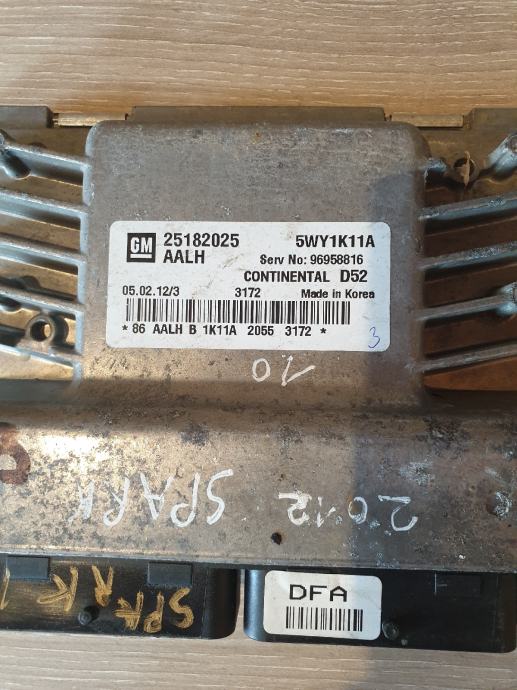 GM 25182025 5WY1K11A
AALH Serv No: 96958816
CONTINENTAL D52
05.02.12/3 3172 Made in Korea
* 86 AALH B 1K11A 2055 3172 *
3
10
2012 SPARK
SPARK 1
DFA